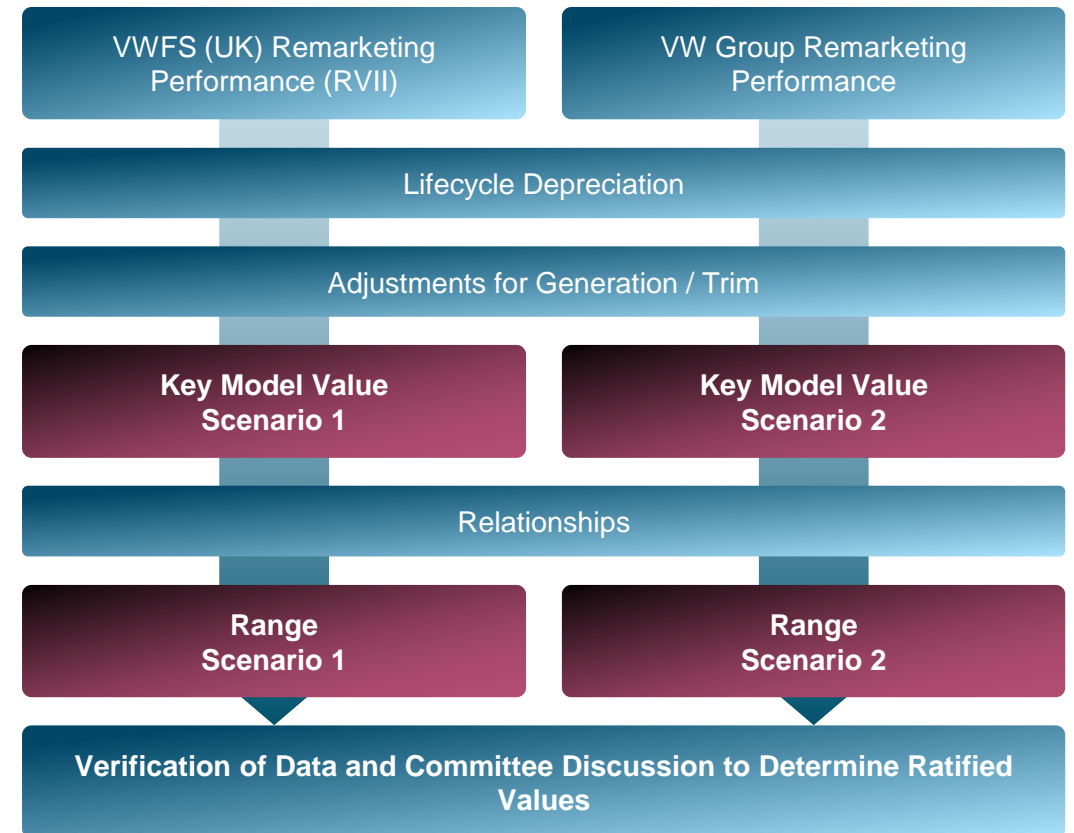 VWFS (UK) Remarketing
Performance (RVII)
VW Group Remarketing
Performance
Lifecycle Depreciation
Adjustments for Generation / Trim
Key Model Value
Scenario 1
Key Model Value
Scenario 2
Relationships
Range
Scenario 1
Range
Scenario 2
Verification of Data and Committee Discussion to Determine Ratified
Values